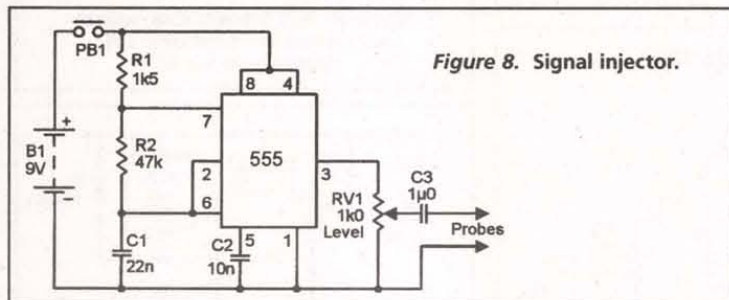 Figure 8. Signal injector.
PB1
R1
1k5
8
4
7
B1
9V
+
−
R2
47k
2
555
3
6
RV1
1k0
Level
C3
1µ0
Probes
C1
22n
C2
10n
5
1